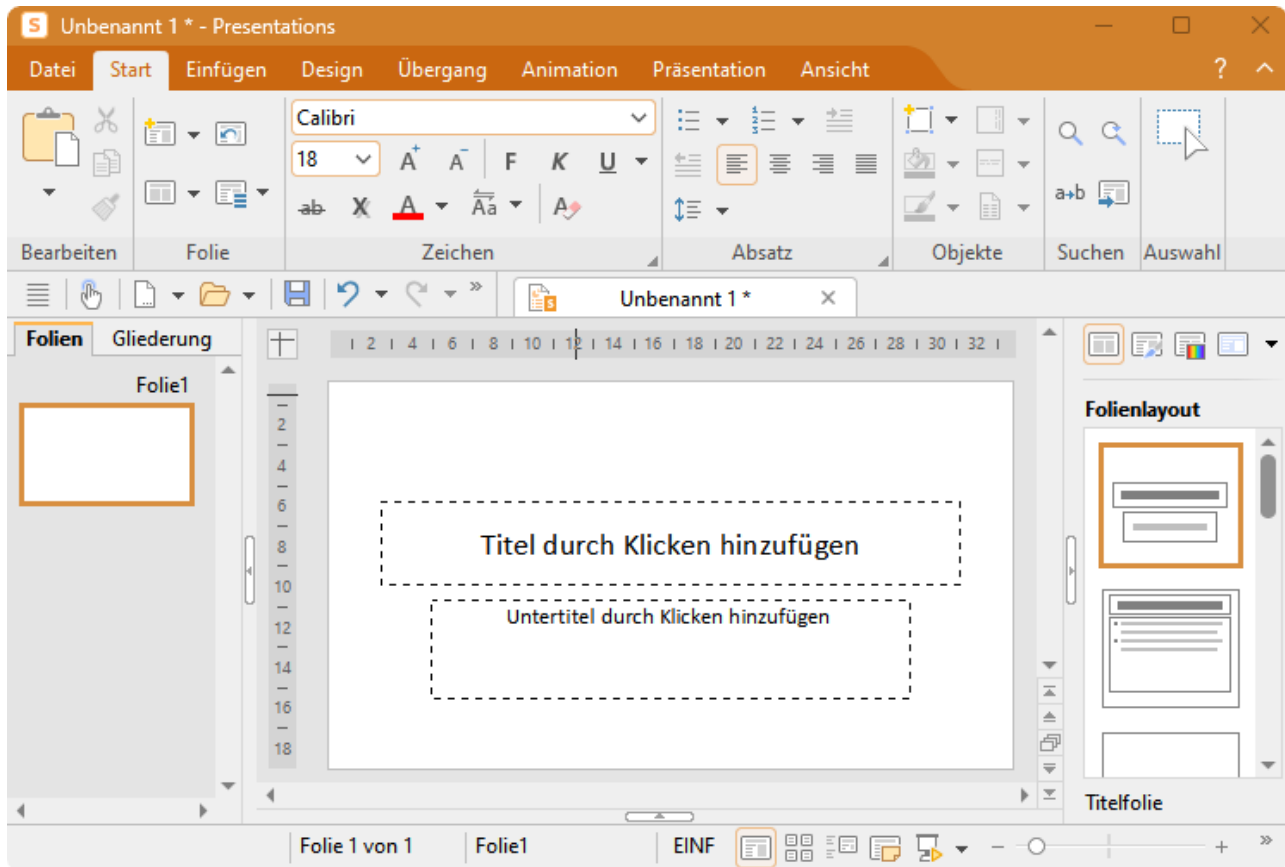 Unbenannt 1 * - Presentations
Datei Start Einfügen Design Übergang Animation Präsentation Ansicht ?
Calibri
18 A+ A- F K U
ab X A Aa A
a+b
Bearbeiten Folie Zeichen Absatz Objekte Suchen Auswahl
Unbenannt 1 *
Folien Gliederung
2 4 6 8 10 12 14 16 18 20 22 24 26 28 30 32
Folie1
Folienlayout
2
4
6
8
10
12
14
16
18
Titel durch Klicken hinzufügen
Untertitel durch Klicken hinzufügen
Titelfolie
Folie 1 von 1 Folie1 EINF